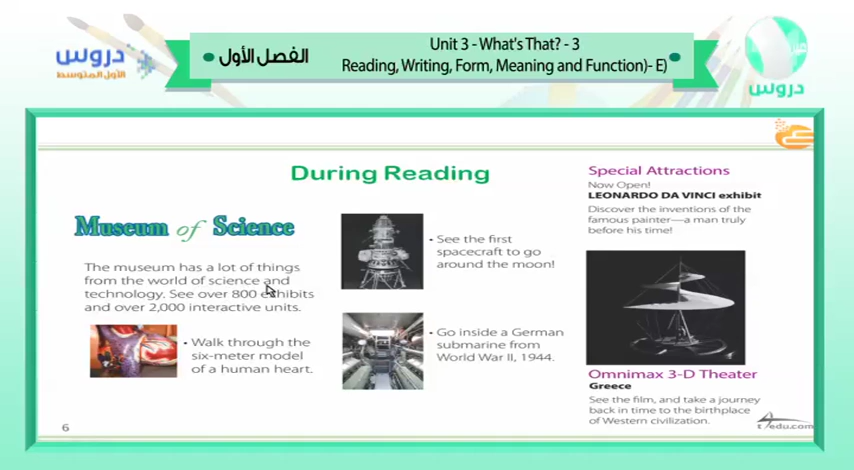 دروس
الأول المتوسط
الفصل الأول
Unit 3 - What's That? - 3
Reading, Writing, Form, Meaning and Function)- E)
دروس
During Reading
Museum of Science
The museum has a lot of things
from the world of science and
technology. See over 800 exhibits
and over 2,000 interactive units.
• Walk through the
six-meter model
of a human heart.
• See the first
spacecraft to go
around the moon!
• Go inside a German
submarine from
World War II, 1944.
Special Attractions
Now Open!
LEONARDO DA VINCI exhibit
Discover the inventions of the
famous painter—a man truly
before his time!
Omnimax 3-D Theater
Greece
See the film, and take a journey
back in time to the birthplace
of Western civilization.
6